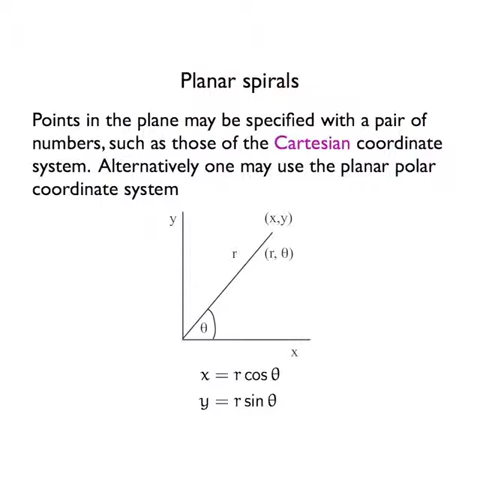 Planar spirals
Points in the plane may be specified with a pair of
numbers, such as those of the Cartesian coordinate
system. Alternatively one may use the planar polar
coordinate system
y
(x,y)
r
(r, θ)
θ
x
x = r cos θ
y = r sin θ